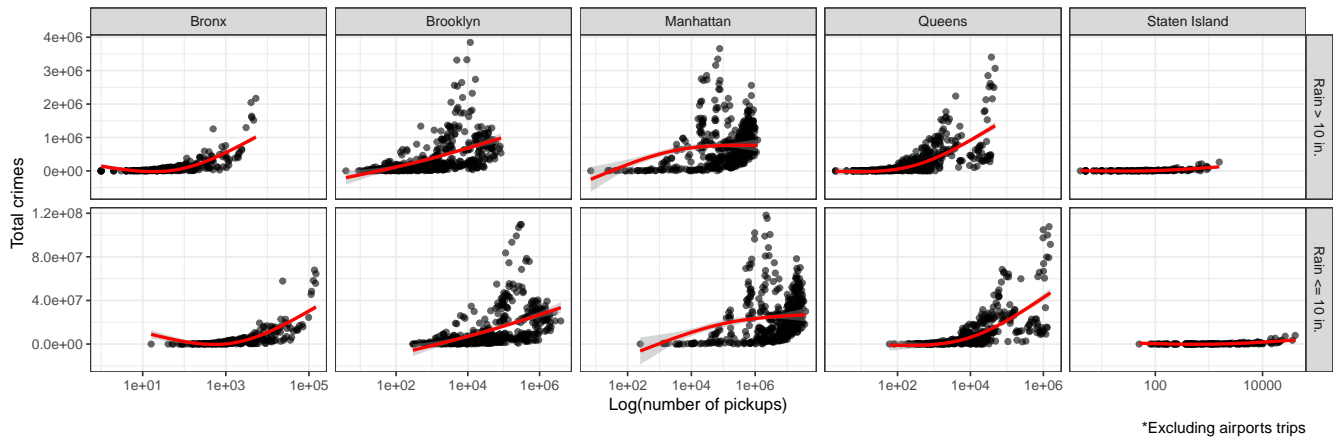 Bronx Brooklyn Manhattan Queens Staten Island
4e+06
3e+06
2e+06
1e+06
0e+00
Rain > 10 in.
Total crimes
1.2e+08
8.0e+07
4.0e+07
0.0e+00
Rain <= 10 in.
1e+01 1e+03 1e+05 1e+02 1e+04 1e+06 1e+02 1e+04 1e+06 1e+02 1e+04 1e+06 100 10000
Log(number of pickups)
*Excluding airports trips